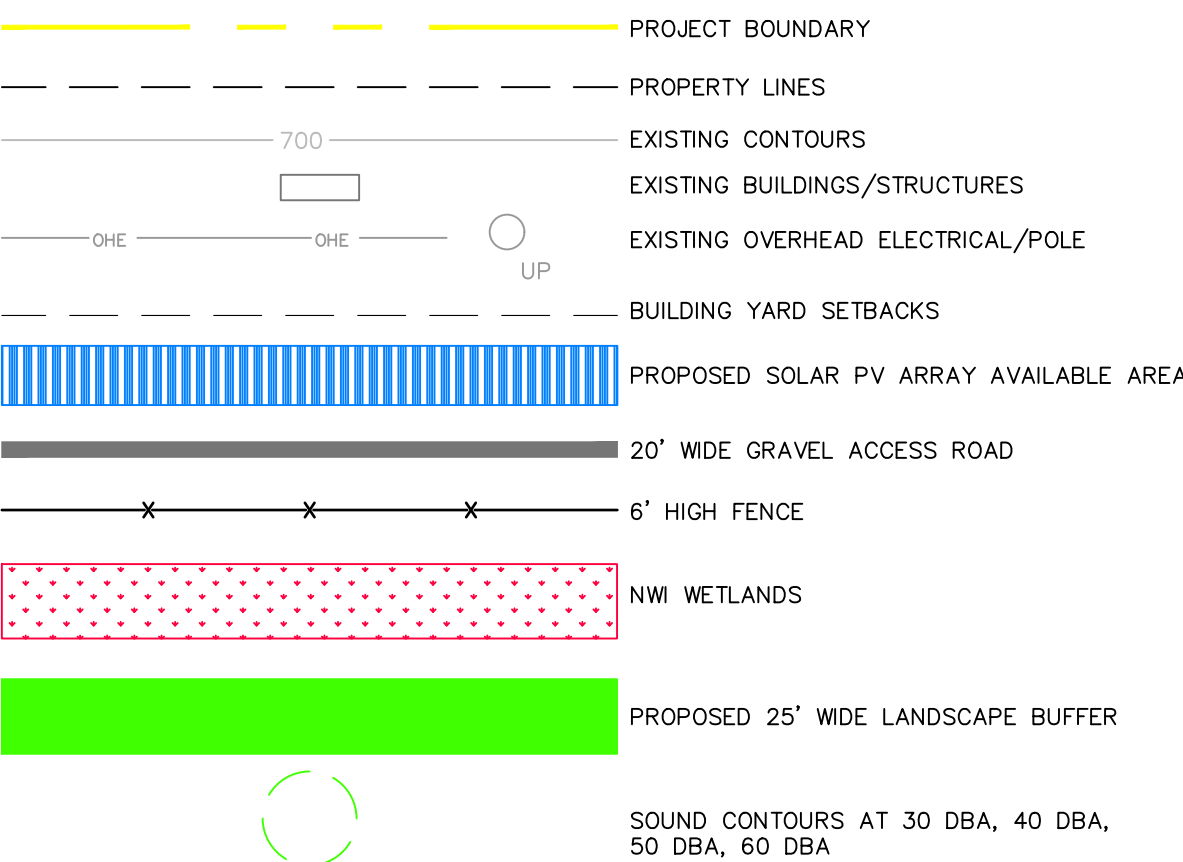 PROJECT BOUNDARY
PROPERTY LINES
700 EXISTING CONTOURS
EXISTING BUILDINGS/STRUCTURES
OHE OHE EXISTING OVERHEAD ELECTRICAL/POLE
UP
BUILDING YARD SETBACKS
PROPOSED SOLAR PV ARRAY AVAILABLE AREA
20' WIDE GRAVEL ACCESS ROAD
X X X 6' HIGH FENCE
NWI WETLANDS
PROPOSED 25' WIDE LANDSCAPE BUFFER
SOUND CONTOURS AT 30 DBA, 40 DBA,
50 DBA, 60 DBA